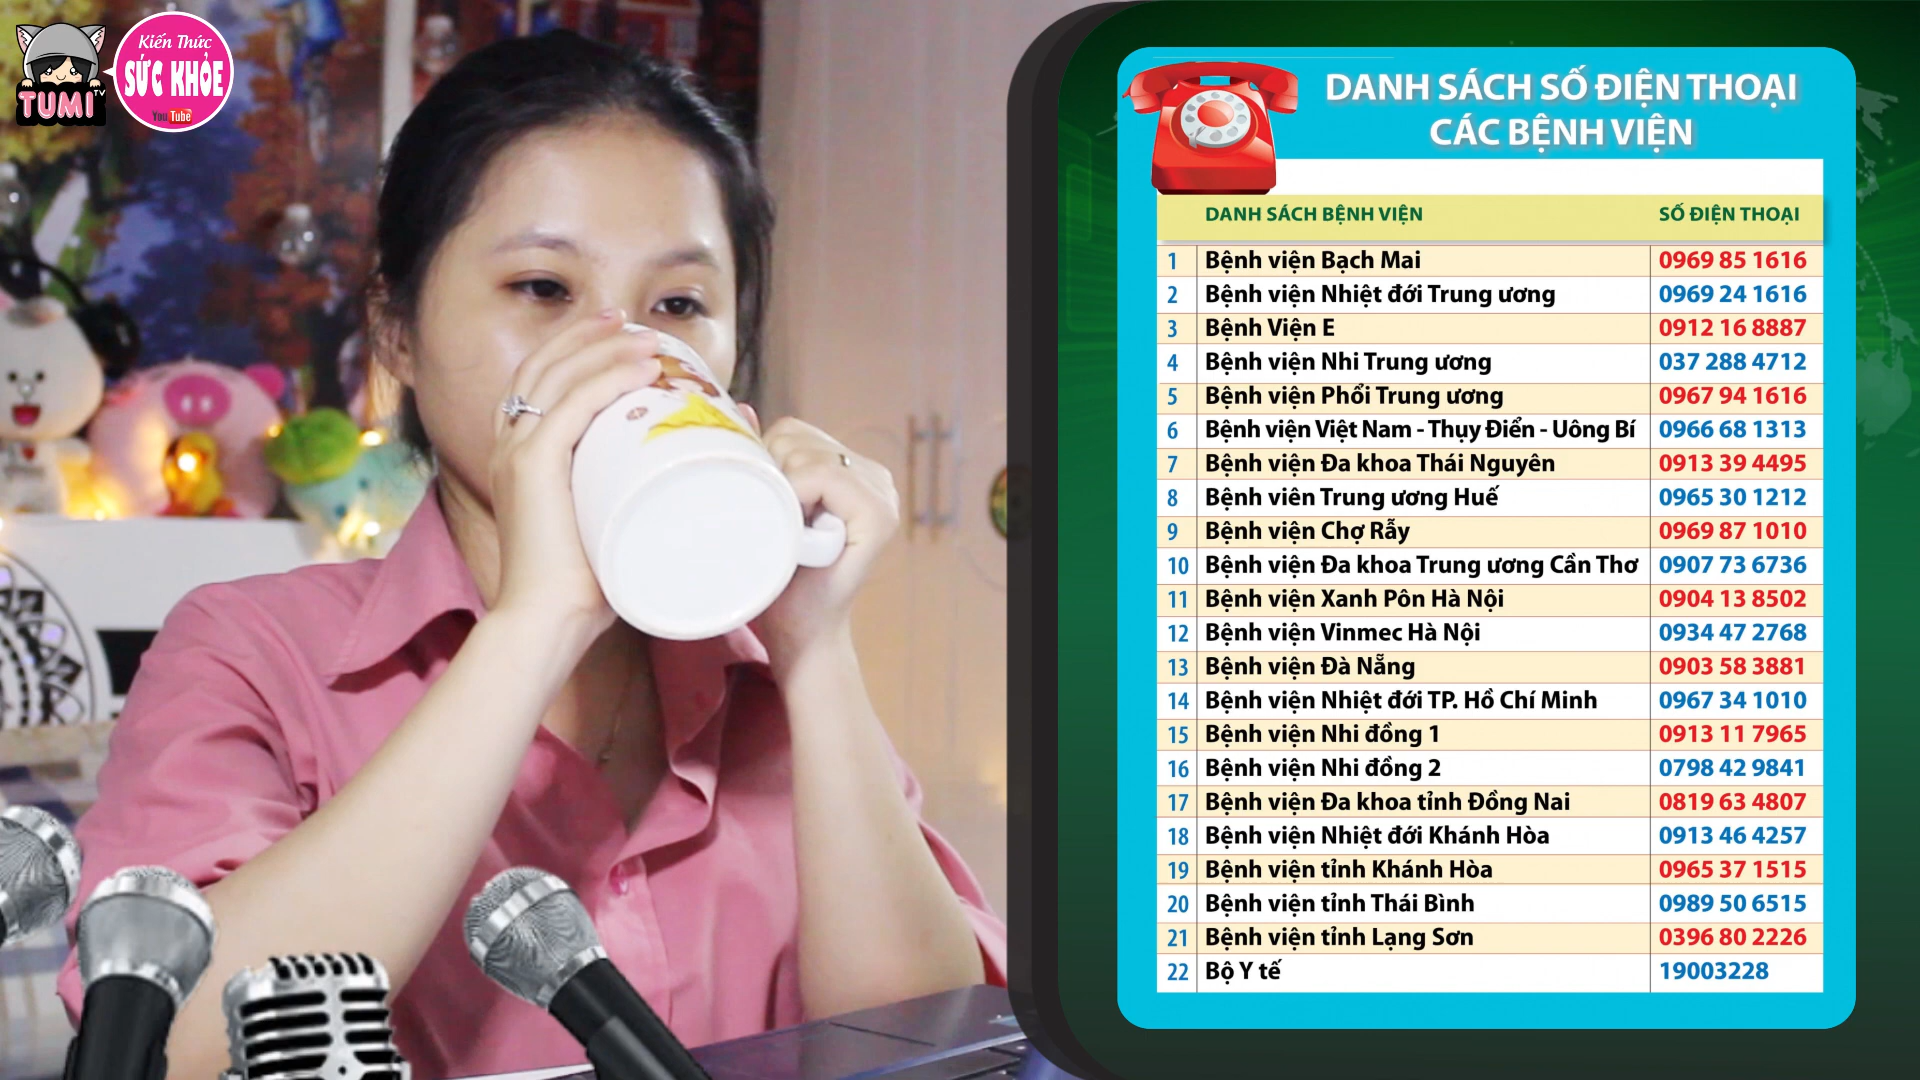 TUMI TV
Kiến Thức
SỨC KHỎE
YouTube
DANH SÁCH SỐ ĐIỆN THOẠI
CÁC BỆNH VIỆN
DANH SÁCH BỆNH VIỆN SỐ ĐIỆN THOẠI
1 Bệnh viện Bạch Mai 0969 85 1616
2 Bệnh viện Nhiệt đới Trung ương 0969 24 1616
3 Bệnh Viện E 0912 16 8887
4 Bệnh viện Nhi Trung ương 037 288 4712
5 Bệnh viện Phổi Trung ương 0967 94 1616
6 Bệnh viện Việt Nam - Thụy Điển - Uông Bí 0966 68 1313
7 Bệnh viện Đa khoa Thái Nguyên 0913 39 4495
8 Bệnh viên Trung ương Huế 0965 30 1212
9 Bệnh viện Chợ Rẫy 0969 87 1010
10 Bệnh viện Đa khoa Trung ương Cần Thơ 0907 73 6736
11 Bệnh viện Xanh Pôn Hà Nội 0904 13 8502
12 Bệnh viện Vinmec Hà Nội 0934 47 2768
13 Bệnh viện Đà Nẵng 0903 58 3881
14 Bệnh viện Nhiệt đới TP. Hồ Chí Minh 0967 34 1010
15 Bệnh viện Nhi đồng 1 0913 11 7965
16 Bệnh viện Nhi đồng 2 0798 42 9841
17 Bệnh viện Đa khoa tỉnh Đồng Nai 0819 63 4807
18 Bệnh viện Nhiệt đới Khánh Hòa 0913 46 4257
19 Bệnh viện tỉnh Khánh Hòa 0965 37 1515
20 Bệnh viện tỉnh Thái Bình 0989 50 6515
21 Bệnh viện tỉnh Lạng Sơn 0396 80 2226
22 Bộ Y tế 19003228